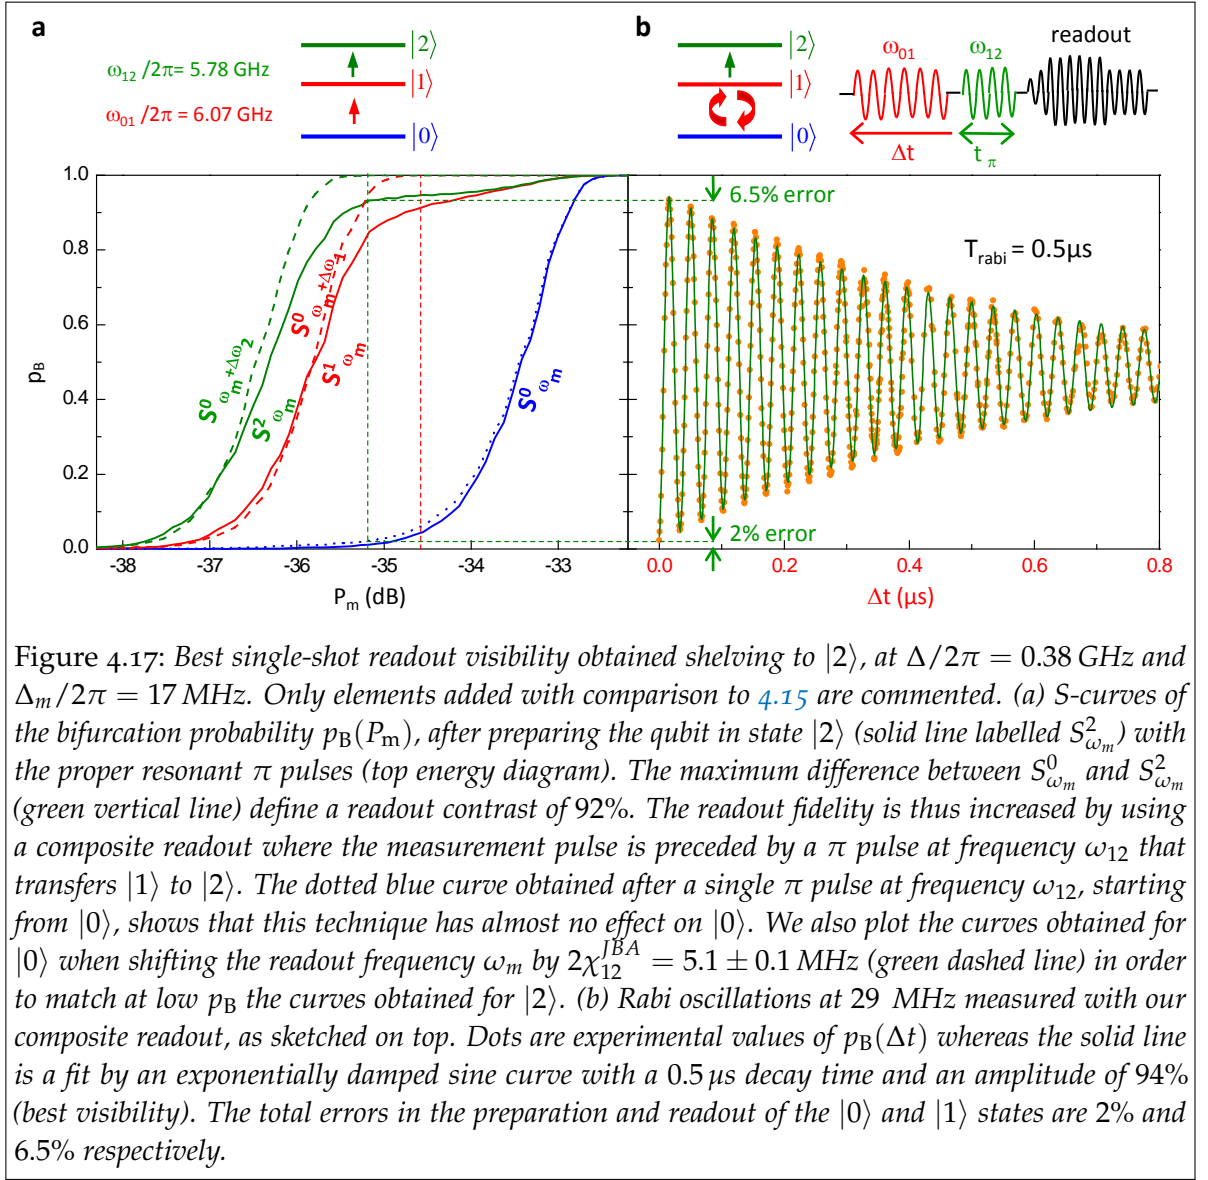 a
|2⟩
ω12 /2π= 5.78 GHz
|1⟩
ω01 /2π = 6.07 GHz
|0⟩
b
|2⟩
|1⟩
|0⟩
ω01
ω12
readout
Δt
tπ
1.0
0.8
0.6
0.4
0.2
0.0
pB
S^0_ωm+Δω2
S^2_ωm
S^0_ωm+Δω1
S^1_ωm
S^0_ωm
-38
-37
-36
-35
-34
-33
Pm (dB)
6.5% error
Trabi = 0.5μs
2% error
0.0
0.2
0.4
0.6
0.8
Δt (μs)
Figure 4.17: Best single-shot readout visibility obtained shelving to |2⟩, at Δ/2π = 0.38 GHz and
Δm/2π = 17 MHz. Only elements added with comparison to 4.15 are commented. (a) S-curves of
the bifurcation probability pB(Pm), after preparing the qubit in state |2⟩ (solid line labelled S^2_ωm) with
the proper resonant π pulses (top energy diagram). The maximum difference between S^0_ωm and S^2_ωm
(green vertical line) define a readout contrast of 92%. The readout fidelity is thus increased by using
a composite readout where the measurement pulse is preceded by a π pulse at frequency ω12 that
transfers |1⟩ to |2⟩. The dotted blue curve obtained after a single π pulse at frequency ω12, starting
from |0⟩, shows that this technique has almost no effect on |0⟩. We also plot the curves obtained for
|0⟩ when shifting the readout frequency ωm by 2χ^JBA_12 = 5.1 ± 0.1 MHz (green dashed line) in order
to match at low pB the curves obtained for |2⟩. (b) Rabi oscillations at 29 MHz measured with our
composite readout, as sketched on top. Dots are experimental values of pB(Δt) whereas the solid line
is a fit by an exponentially damped sine curve with a 0.5 μs decay time and an amplitude of 94%
(best visibility). The total errors in the preparation and readout of the |0⟩ and |1⟩ states are 2% and
6.5% respectively.